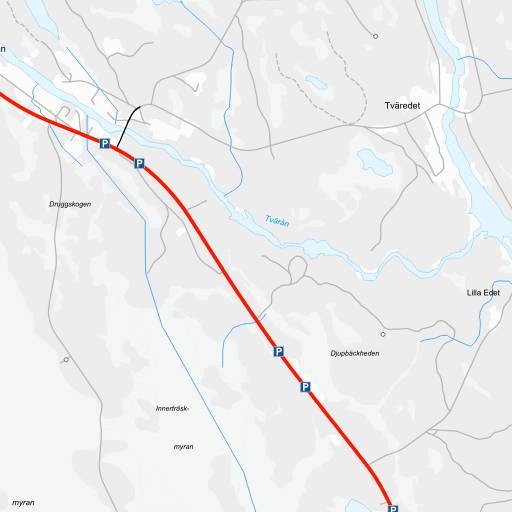 n
Tväredet
P
P
Druggskogen
Tvärån
Lilla Edet
P
Djupbäckheden
P
Innerträsk-
myran
myran
P